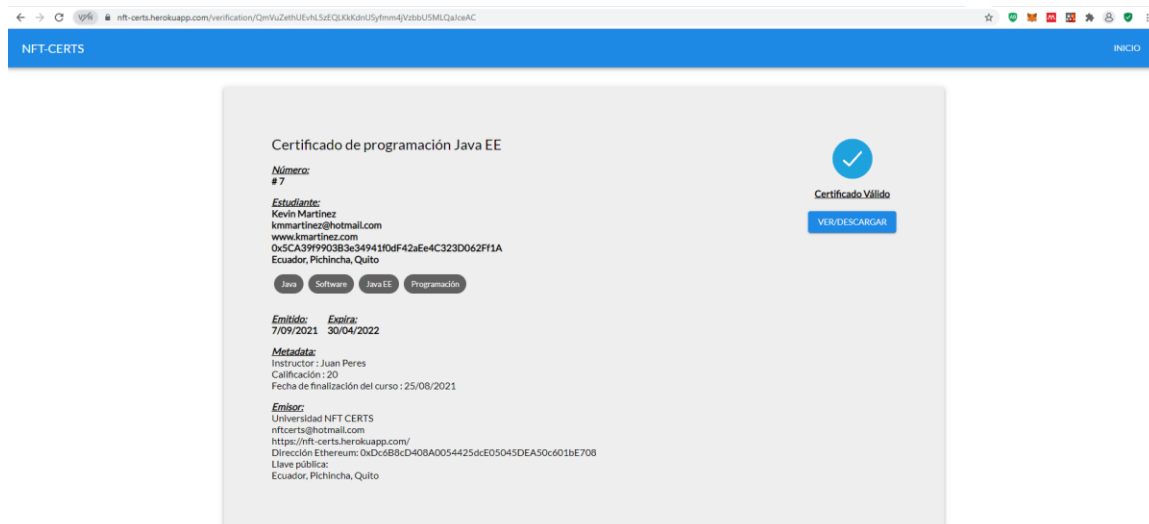 nft-certs.herokuapp.com/verification/QmVuZethUEvhL5zEQLKkKdnUSyfmm4jVzbbU5MLQaJceAC
NFT-CERTS
INICIO
Certificado de programación Java EE
Número:
# 7
Estudiante:
Kevin Martinez
kmmartinez@hotmail.com
www.kmartinez.com
0x5CA39f9903B3e34941f0dF42aEe4C323D062Ff1A
Ecuador, Pichincha, Quito
Java Software Java EE Programación
Emitido: Expira:
7/09/2021 30/04/2022
Metadata:
Instructor : Juan Peres
Calificación : 20
Fecha de finalización del curso : 25/08/2021
Emisor:
Universidad NFT CERTS
nftcerts@hotmail.com
https://nft-certs.herokuapp.com/
Dirección Ethereum: 0xDc6B8cD408A0054425dcE05045DEA50c601bE708
Llave pública:
Ecuador, Pichincha, Quito
Certificado Válido
VER/DESCARGAR